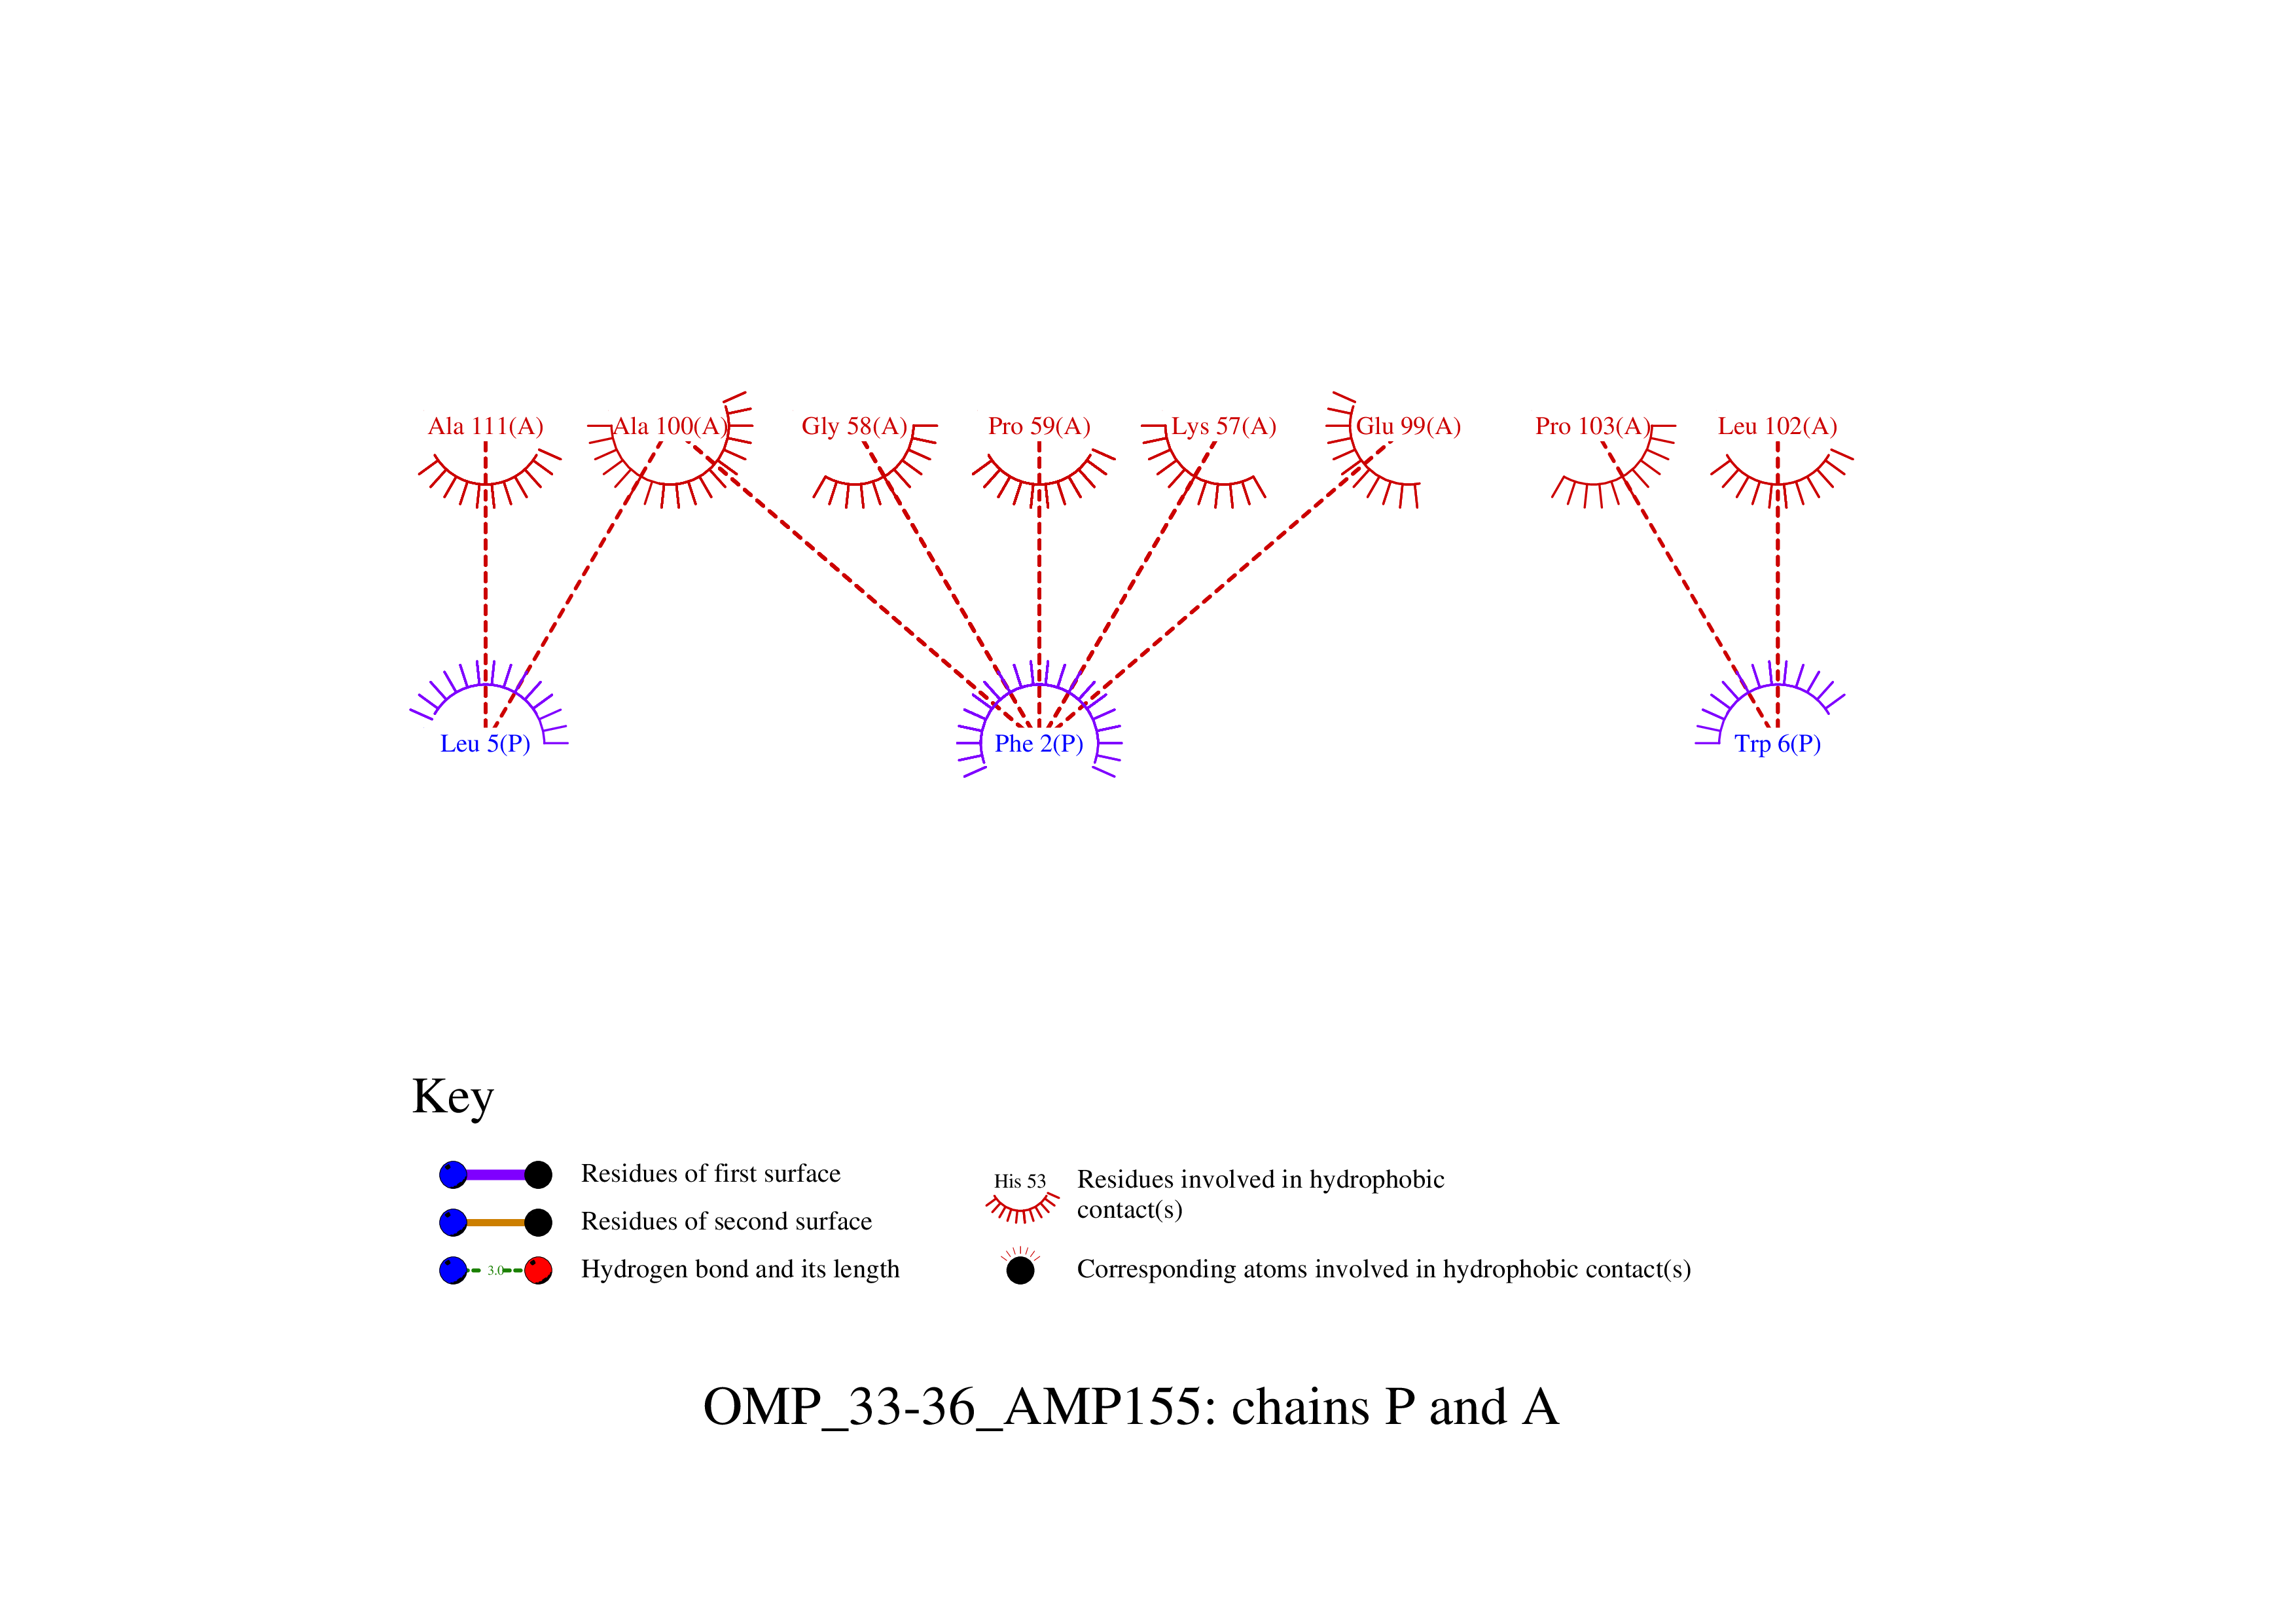 Ala 111(A) Ala 100(A) Gly 58(A) Pro 59(A) Lys 57(A) Glu 99(A) Pro 103(A) Leu 102(A)
Leu 5(P) Phe 2(P) Trp 6(P)
Key
Residues of first surface
Residues of second surface
3.0 Hydrogen bond and its length
His 53 Residues involved in hydrophobic
contact(s)
Corresponding atoms involved in hydrophobic contact(s)
OMP_33-36_AMP155: chains P and A